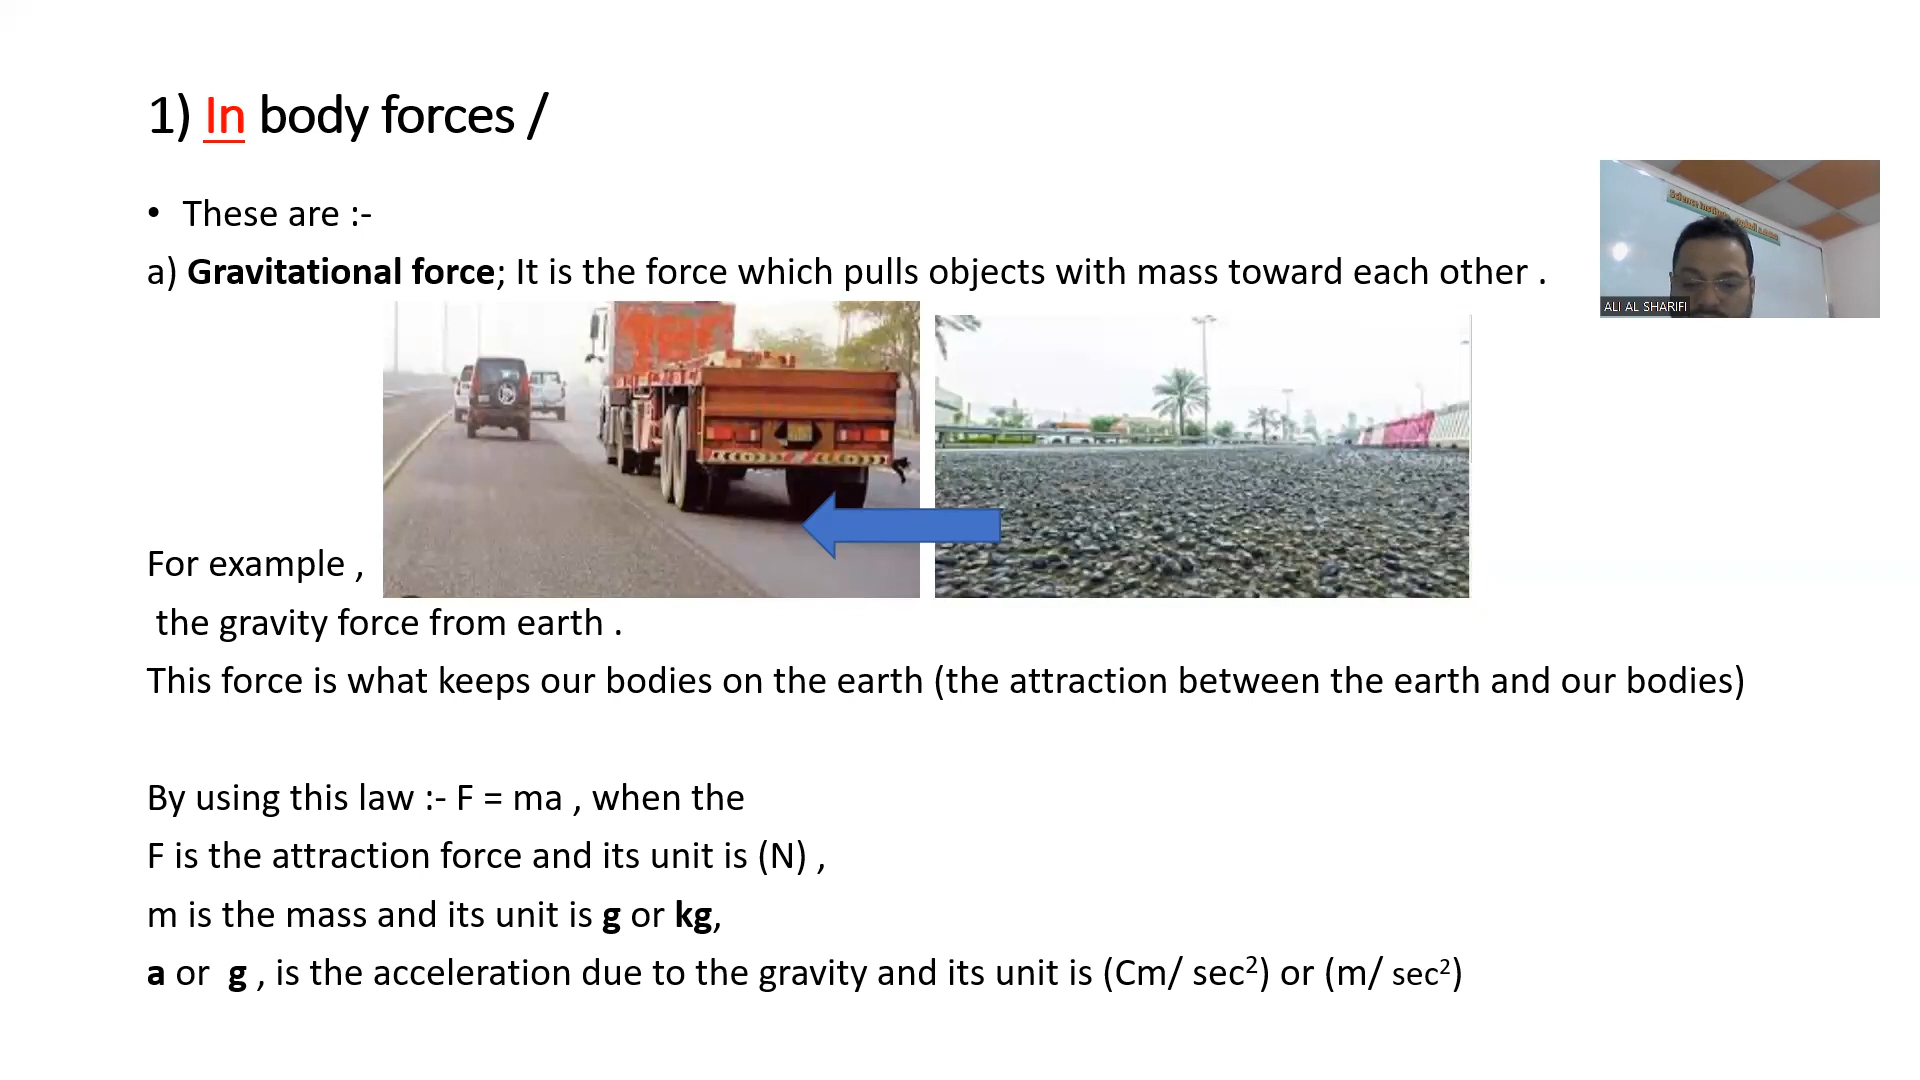 1) In body forces /
• These are :-
a) Gravitational force; It is the force which pulls objects with mass toward each other .
Science Institute
ALI AL SHARIFI
For example ,
the gravity force from earth .
This force is what keeps our bodies on the earth (the attraction between the earth and our bodies)
By using this law :- F = ma , when the
F is the attraction force and its unit is (N) ,
m is the mass and its unit is g or kg,
a or g , is the acceleration due to the gravity and its unit is (Cm/ sec²) or (m/ sec²)